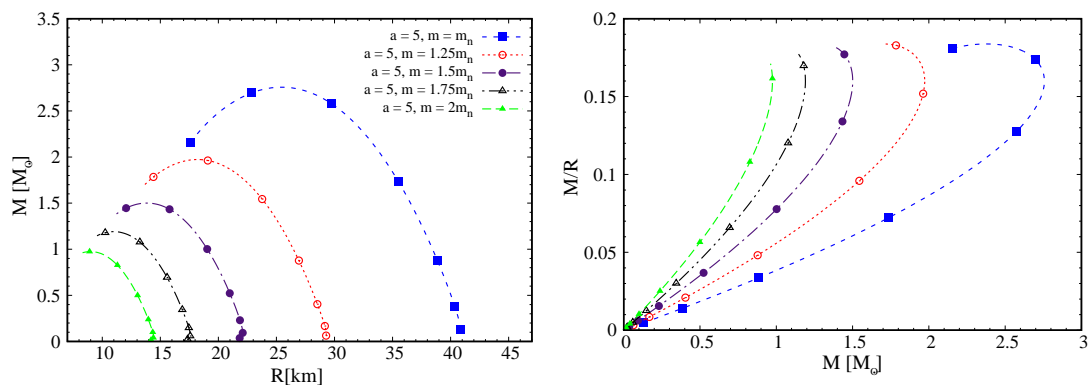 M [M⊙]
3.5
3
2.5
2
1.5
1
0.5
0
10 15 20 25 30 35 40 45
R[km]
a = 5, m = mₙ
a = 5, m = 1.25mₙ
a = 5, m = 1.5mₙ
a = 5, m = 1.75mₙ
a = 5, m = 2mₙ
M/R
0.2
0.15
0.1
0.05
0
0 0.5 1 1.5 2 2.5 3
M [M⊙]